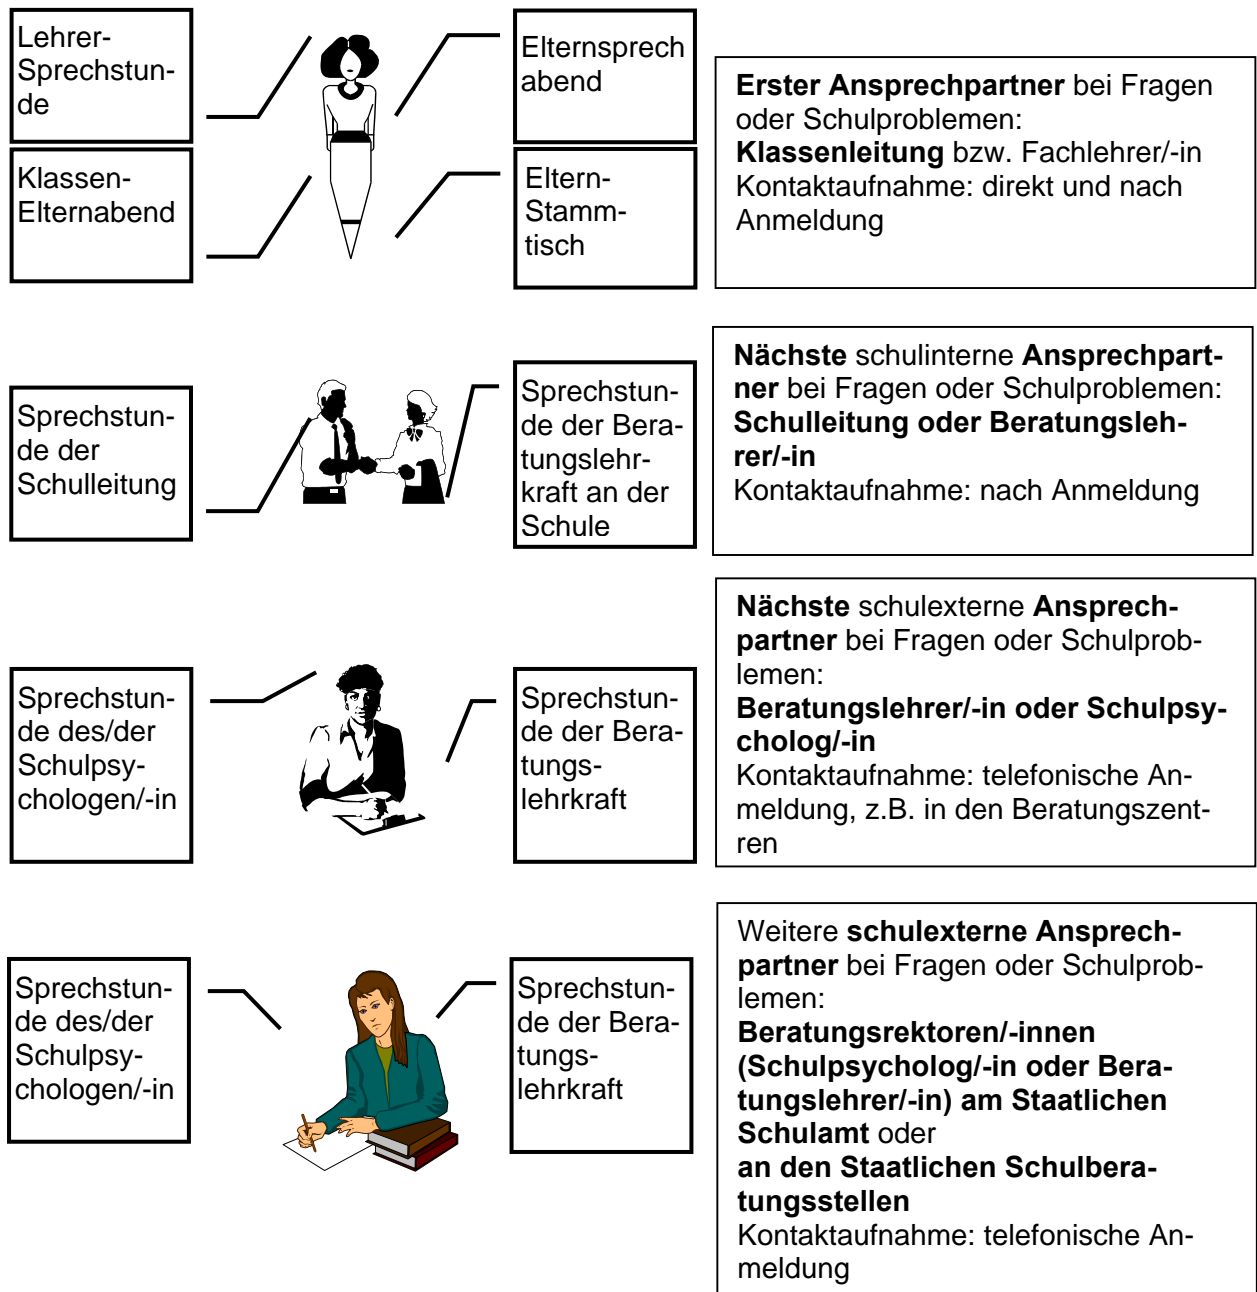 Lehrer-
Sprechstun-
de
Elternsprech
abend
Klassen-
Elternabend
Eltern-
Stamm-
tisch
Erster Ansprechpartner bei Fragen
oder Schulproblemen:
Klassenleitung bzw. Fachlehrer/-in
Kontaktaufnahme: direkt und nach
Anmeldung
Sprechstun-
de der
Schulleitung
Sprechstun-
de der Bera-
tungslehr-
kraft an der
Schule
Nächste schulinterne Ansprechpart-
ner bei Fragen oder Schulproblemen:
Schulleitung oder Beratungsleh-
rer/-in
Kontaktaufnahme: nach Anmeldung
Sprechstun-
de des/der
Schulpsy-
chologen/-in
Sprechstun-
de der Bera-
tungs-
lehrkraft
Nächste schulexterne Ansprech-
partner bei Fragen oder Schulprob-
lemen:
Beratungslehrer/-in oder Schulpsy-
cholog/-in
Kontaktaufnahme: telefonische An-
meldung, z.B. in den Beratungszent-
ren
Sprechstun-
de des/der
Schulpsy-
chologen/-in
Sprechstun-
de der Bera-
tungs-
lehrkraft
Weitere schulexterne Ansprech-
partner bei Fragen oder Schulprob-
lemen:
Beratungsrektoren/-innen
(Schulpsycholog/-in oder Bera-
tungslehrer/-in) am Staatlichen
Schulamt oder
an den Staatlichen Schulbera-
tungsstellen
Kontaktaufnahme: telefonische An-
meldung